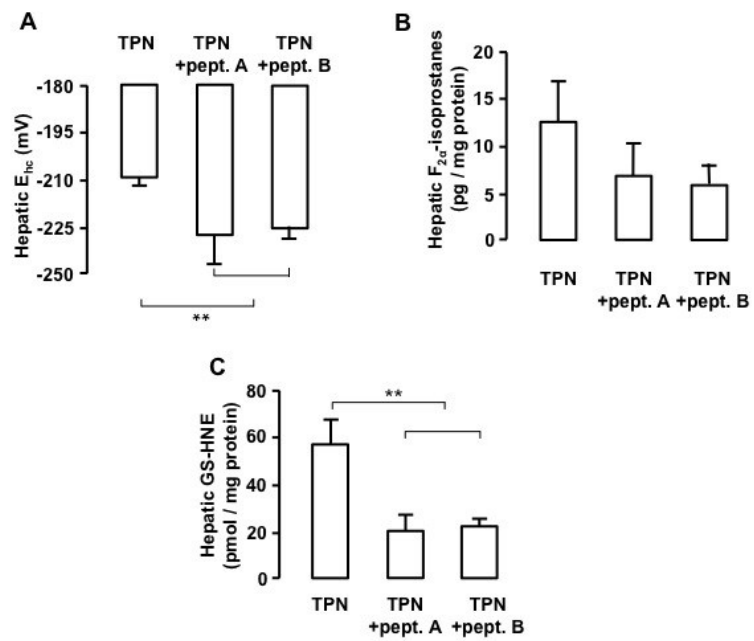 A
TPN
TPN
+pept. A
TPN
+pept. B
Hepatic Ehc (mV)
-180
-195
-210
-225
-250
**
B
Hepatic F2α-isoprostanes
(pg / mg protein)
20
15
10
5
0
TPN
TPN
+pept. A
TPN
+pept. B
C
Hepatic GS-HNE
(pmol / mg protein)
80
60
40
20
0
**
TPN
TPN
+pept. A
TPN
+pept. B